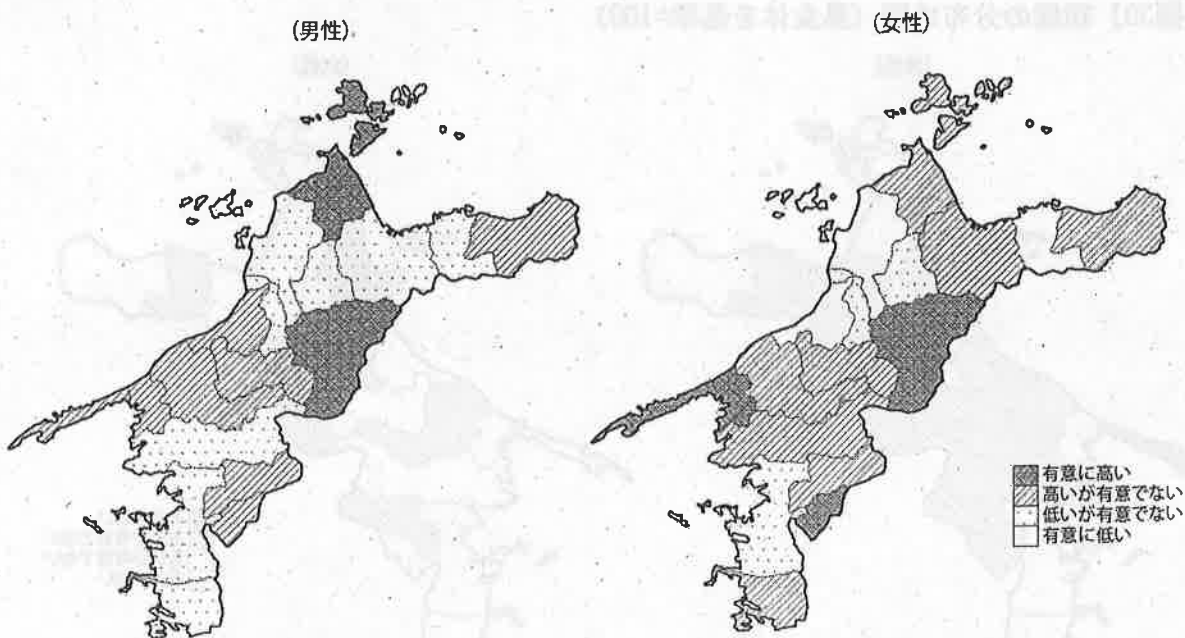 (男性)
(女性)
有意に高い
高いが有意でない
低いが有意でない
有意に低い